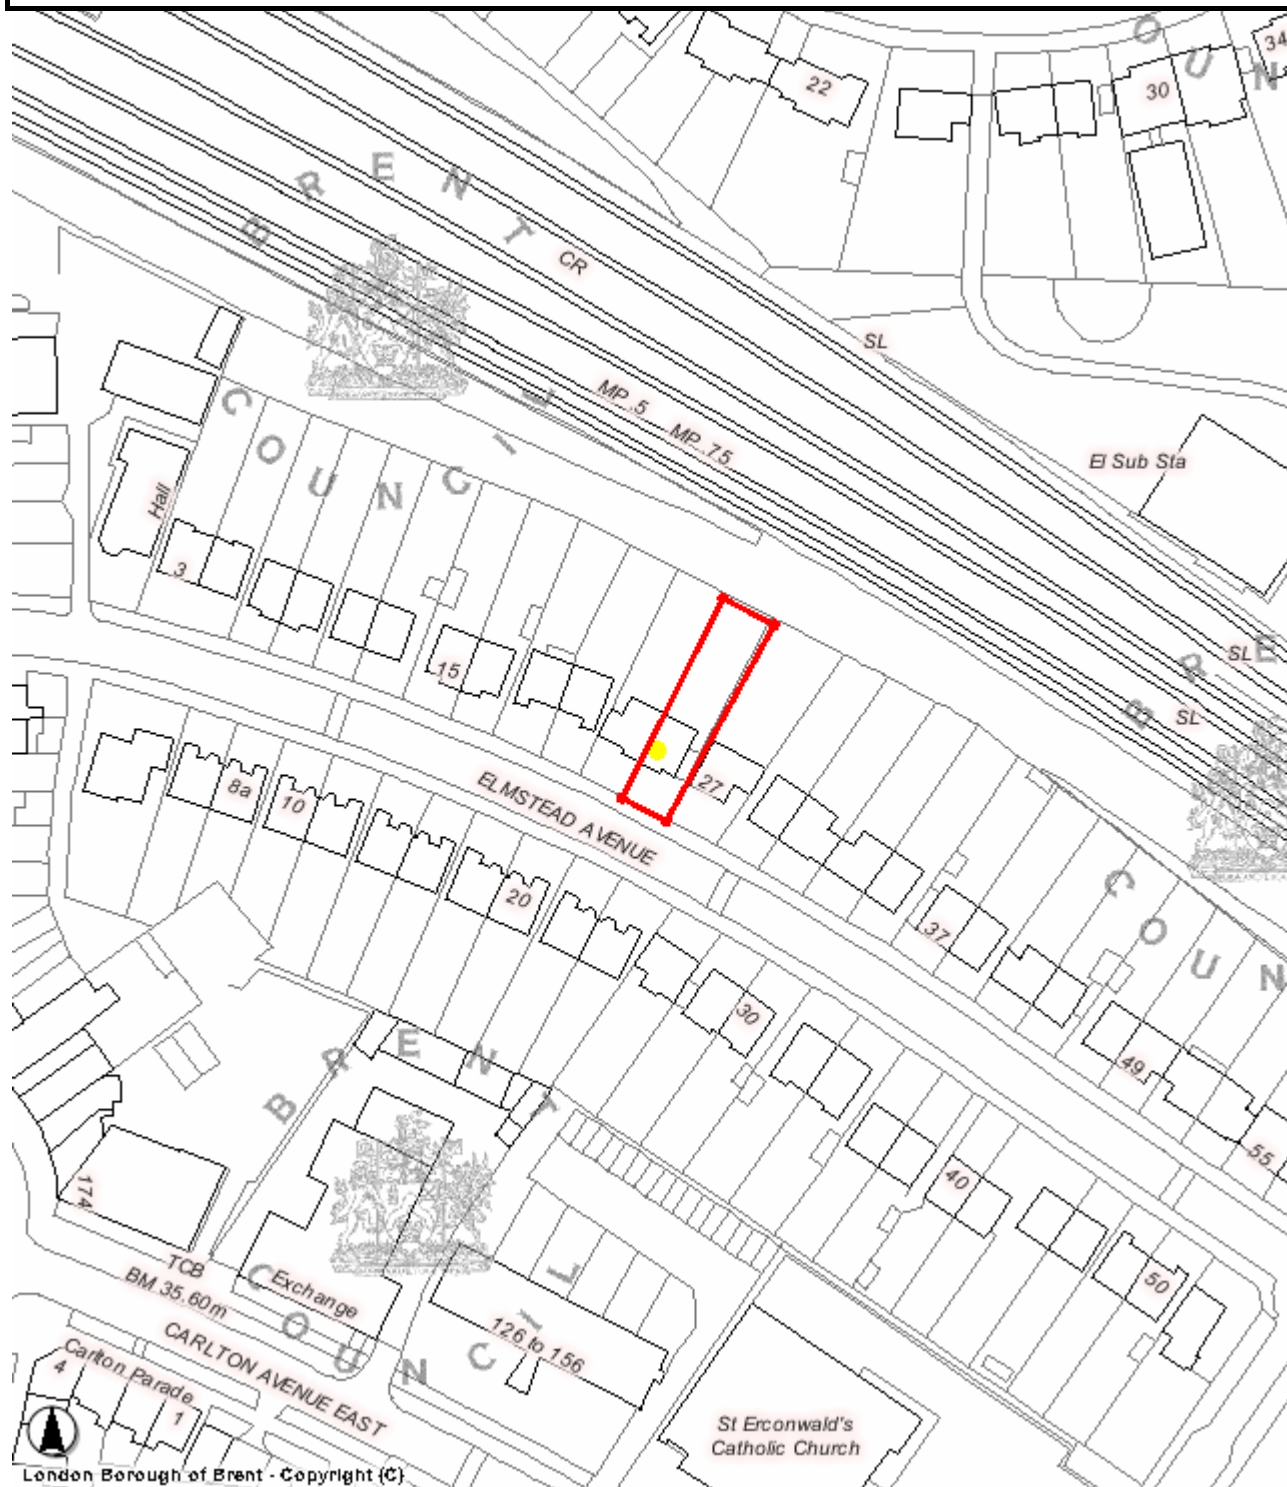 22
30
34
CR
SL
MP .5
MP .75
El Sub Sta
Hall
3
15
SL
SL
27
8a
10
ELMSTEAD AVENUE
20
37
30
49
55
40
50
174
TCB
BM 35.60m
Exchange
126 to 156
CARLTON AVENUE EAST
Carlton Parade
4
1
St Erconwald's
Catholic Church
London Borough of Brent - Copyright (C)
BRENT
COUNCIL
BRENT
COUNCIL
BRE
COUN
OUN